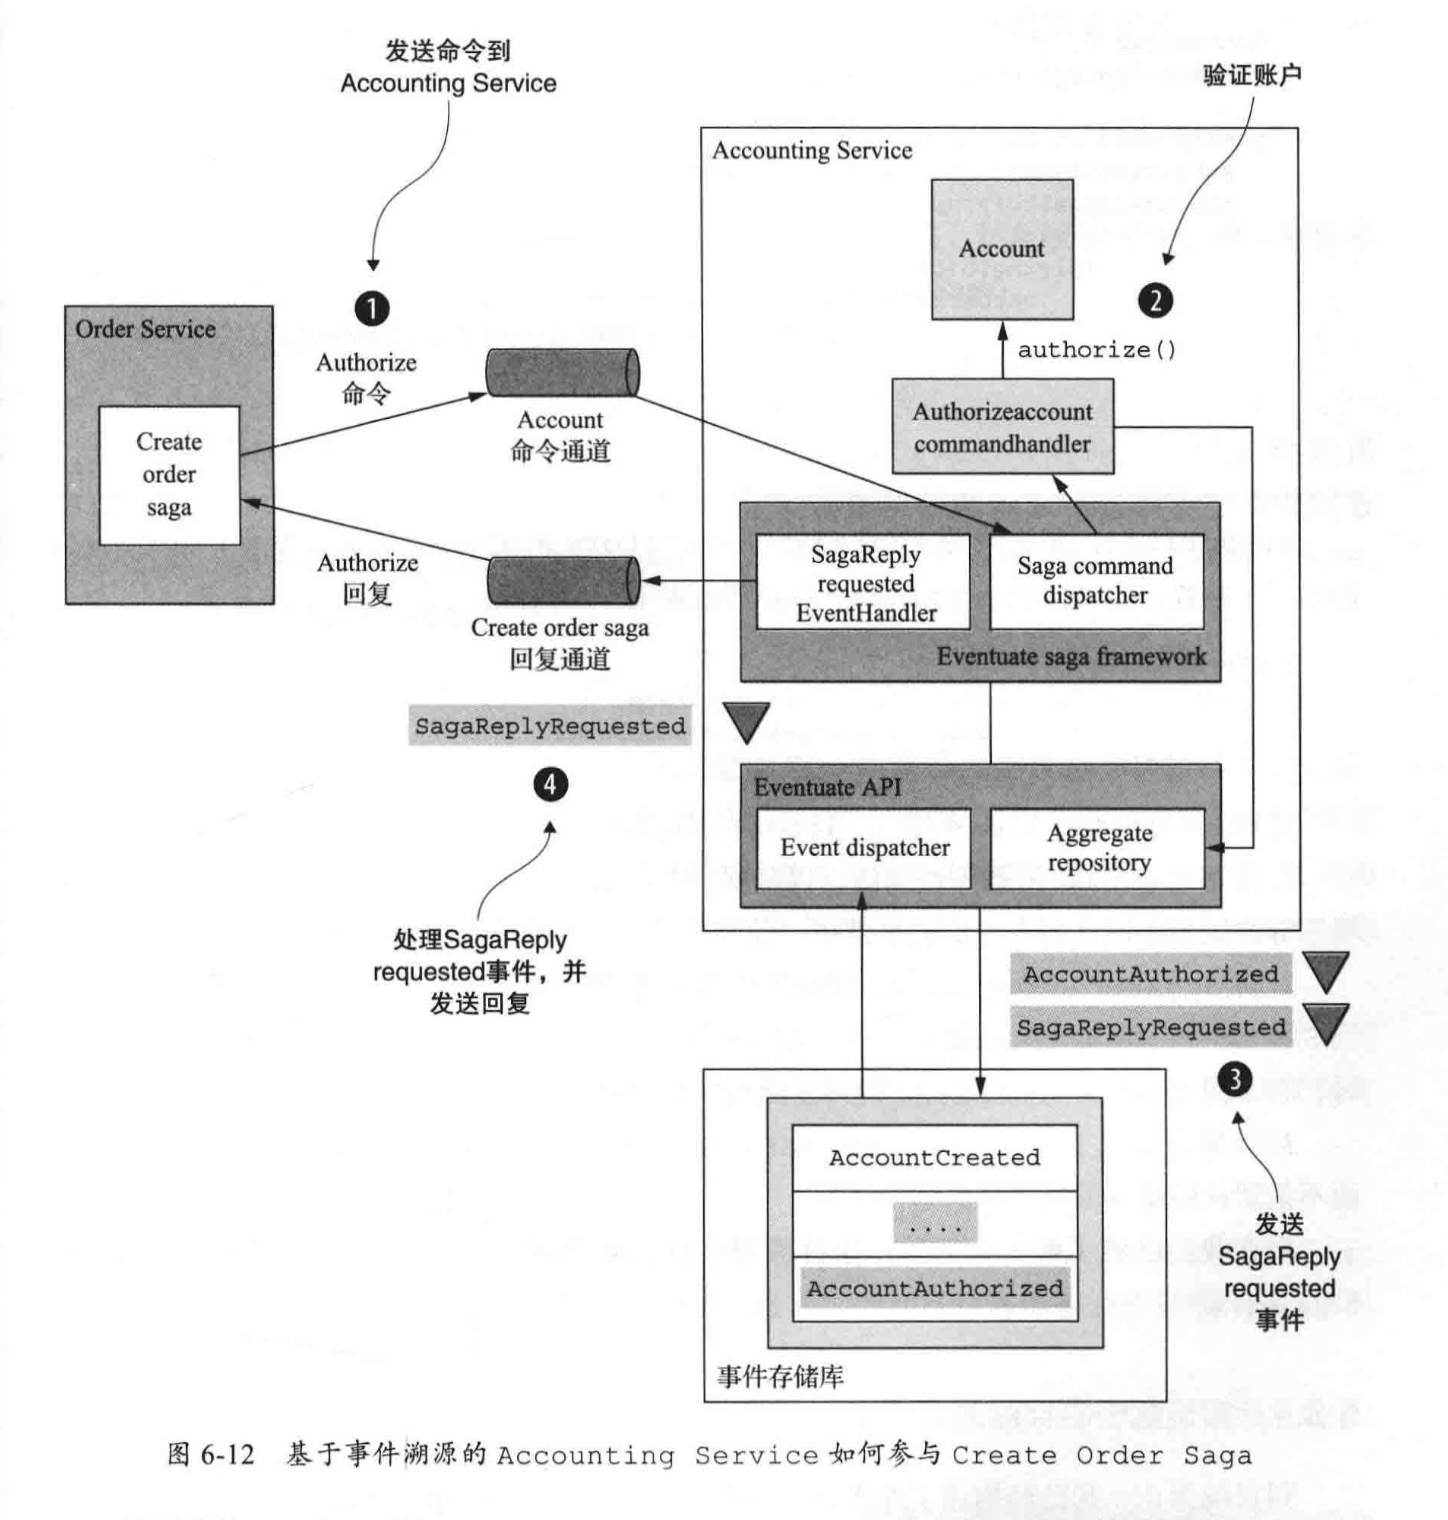 发送命令到
Accounting Service
验证账户
Accounting Service
Account
2
1
Order Service
authorize()
Authorize
命令
Authorizeaccount
commandhandler
Account
命令通道
Create
order
saga
SagaReply
requested
EventHandler
Saga command
dispatcher
Authorize
回复
Create order saga
回复通道
Eventuate saga framework
SagaReplyRequested
4
Eventuate API
Event dispatcher
Aggregate
repository
处理SagaReply
requested事件，并
发送回复
AccountAuthorized
SagaReplyRequested
3
AccountCreated
....
AccountAuthorized
发送
SagaReply
requested
事件
事件存储库
图 6-12 基于事件溯源的 Accounting Service 如何参与 Create Order Saga